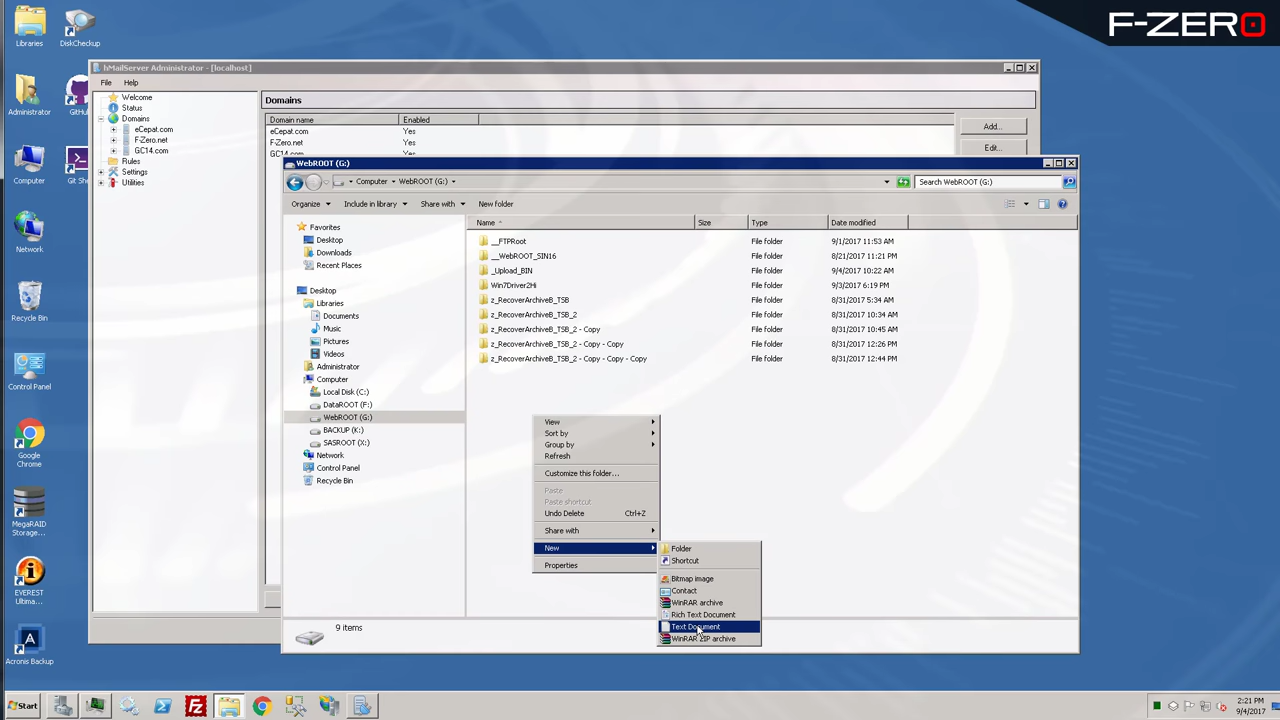 F-ZERO
Libraries
DiskCheckup
hMailServer Administrator - [localhost]
File Help
Welcome
Status
Domains
eCepat.com
F-Zero.net
GC14.com
Rules
Settings
Utilities
Domains
Domain name Enabled
eCepat.com Yes
F-Zero.net Yes
GC14.com Yes
Add...
Edit...
Administrator
GitHu
Computer
Git Sh
Network
Recycle Bin
Control Panel
Google
Chrome
MegaRAID
Storage...
EVEREST
Ultima...
Acronis Backup
WebROOT (G:)
Computer WebROOT (G:)
Search WebROOT (G:)
Organize Include in library Share with New folder
Favorites
Desktop
Downloads
Recent Places
Desktop
Libraries
Documents
Music
Pictures
Videos
Administrator
Computer
Local Disk (C:)
DataROOT (F:)
WebROOT (G:)
BACKUP (K:)
SASROOT (X:)
Network
Control Panel
Recycle Bin
Name Size Type Date modified
__FTPRoot File folder 9/1/2017 11:53 AM
__WebROOT_SIN16 File folder 8/21/2017 11:21 PM
_Upload_BIN File folder 9/4/2017 10:22 AM
Win7Driver2Hi File folder 9/3/2017 6:19 PM
z_RecoverArchiveB_TSB File folder 8/31/2017 5:34 AM
z_RecoverArchiveB_TSB_2 File folder 8/31/2017 10:34 AM
z_RecoverArchiveB_TSB_2 - Copy File folder 8/31/2017 10:45 AM
z_RecoverArchiveB_TSB_2 - Copy - Copy File folder 8/31/2017 12:26 PM
z_RecoverArchiveB_TSB_2 - Copy - Copy - Copy File folder 8/31/2017 12:44 PM
View
Sort by
Group by
Refresh
Customize this folder...
Paste
Paste shortcut
Undo Delete Ctrl+Z
Share with
New
Properties
Folder
Shortcut
Bitmap image
Contact
WinRAR archive
Rich Text Document
Text Document
WinRAR ZIP archive
9 items
Start
2:21 PM
9/4/2017